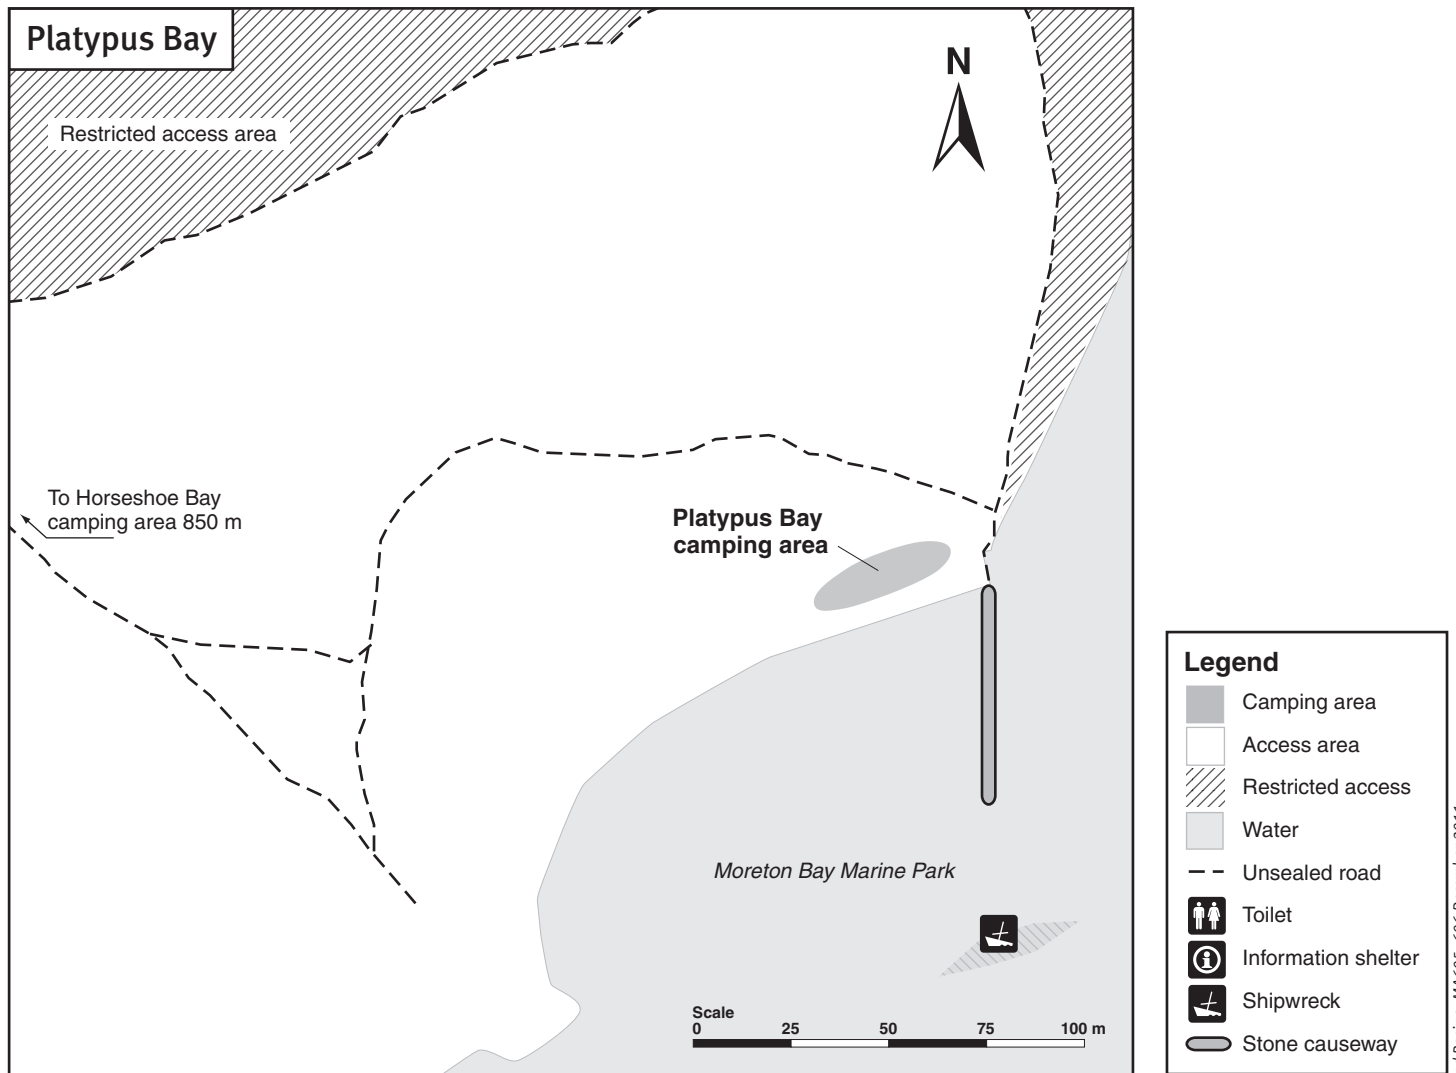 Platypus Bay
Restricted access area
N
To Horseshoe Bay
camping area 850 m
Platypus Bay
camping area
Moreton Bay Marine Park
Scale
0 25 50 75 100 m
Legend
Camping area
Access area
Restricted access
Water
Unsealed road
Toilet
Information shelter
Shipwreck
Stone causeway